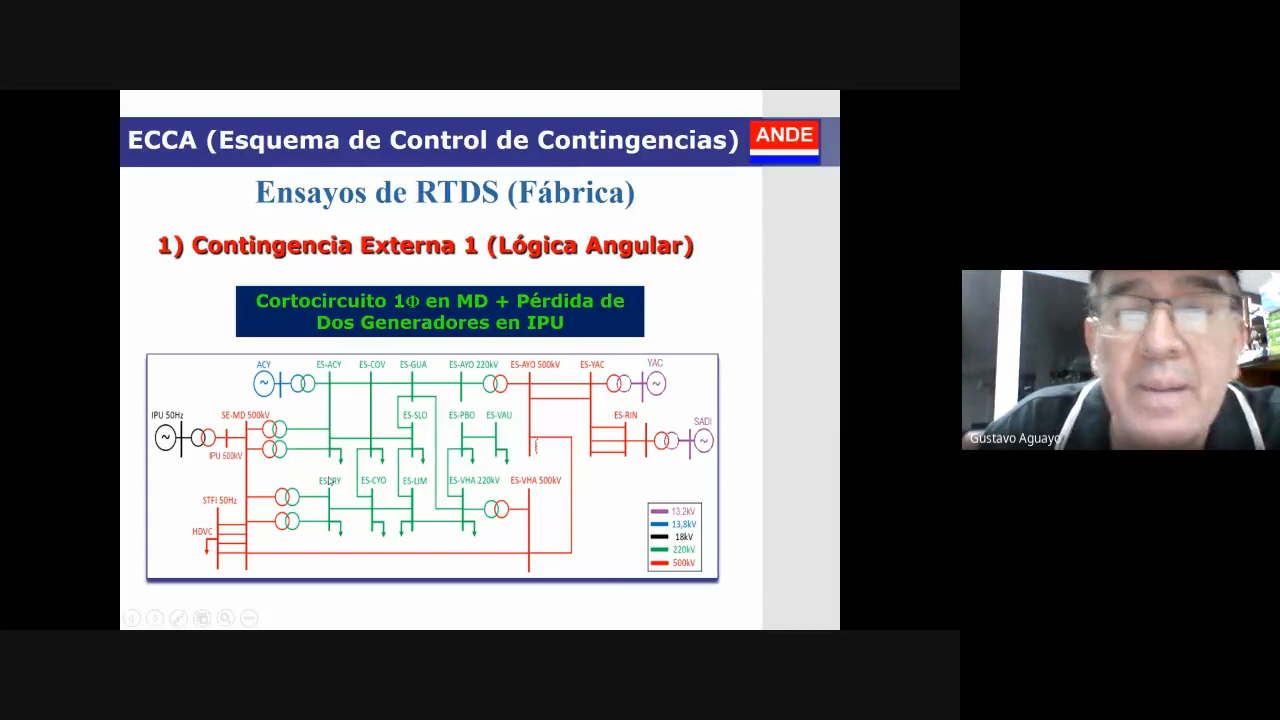 ECCA (Esquema de Control de Contingencias)
ANDE
Ensayos de RTDS (Fábrica)
1) Contingencia Externa 1 (Lógica Angular)
Cortocircuito 1Φ en MD + Pérdida de
Dos Generadores en IPU
ACY ES-ACY ES-COV ES-GUA ES-AYO 220kV ES-AYO 500kV ES-YAC YAC
IPU 50Hz SE-MD 500kV ES-SLO ES-PBO ES-VAU ES-RIN SADI
IPU 500kV
ES-CYO ES-LIM ES-VHA 220kV ES-VHA 500kV
STFI 50Hz
HDVC
13.2kV
13,8kV
18kV
220kV
500kV
Gustavo Aguayo